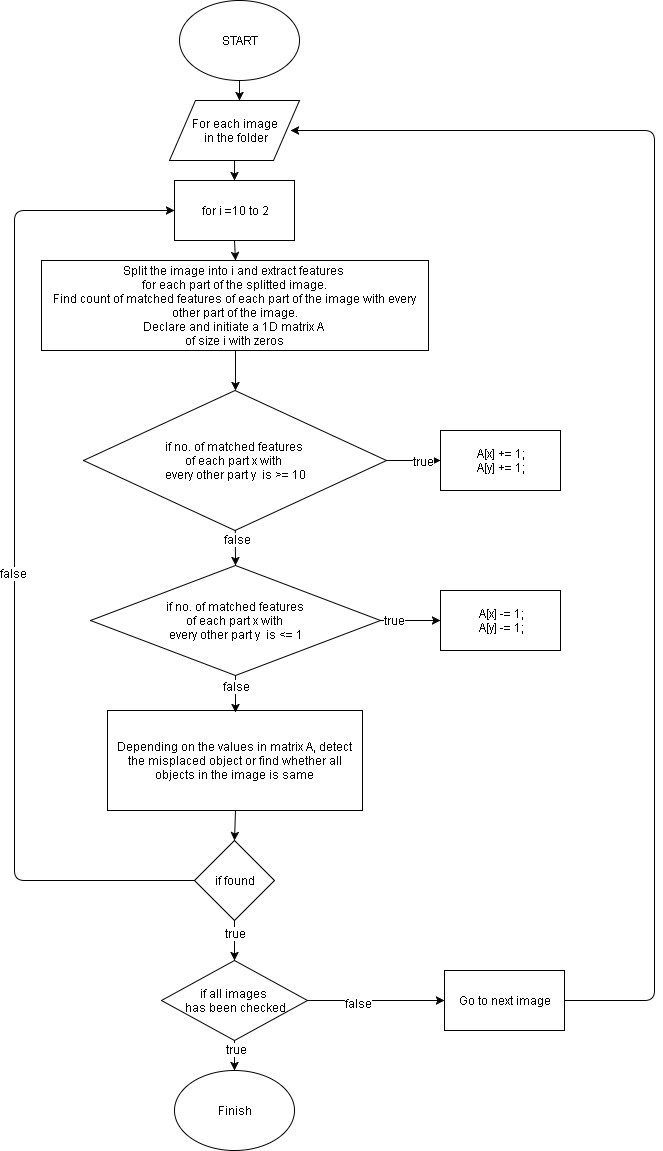 START
For each image
in the folder
for i =10 to 2
Split the image into i and extract features
for each part of the splitted image.
Find count of matched features of each part of the image with every
other part of the image.
Declare and initiate a 1D matrix A
of size i with zeros
if no. of matched features
of each part x with
every other part y is >= 10
true
A[x] += 1;
A[y] += 1;
false
false
if no. of matched features
of each part x with
every other part y is <= 1
true
A[x] -= 1;
A[y] -= 1;
false
Depending on the values in matrix A, detect
the misplaced object or find whether all
objects in the image is same
if found
true
if all images
has been checked
false
Go to next image
true
Finish